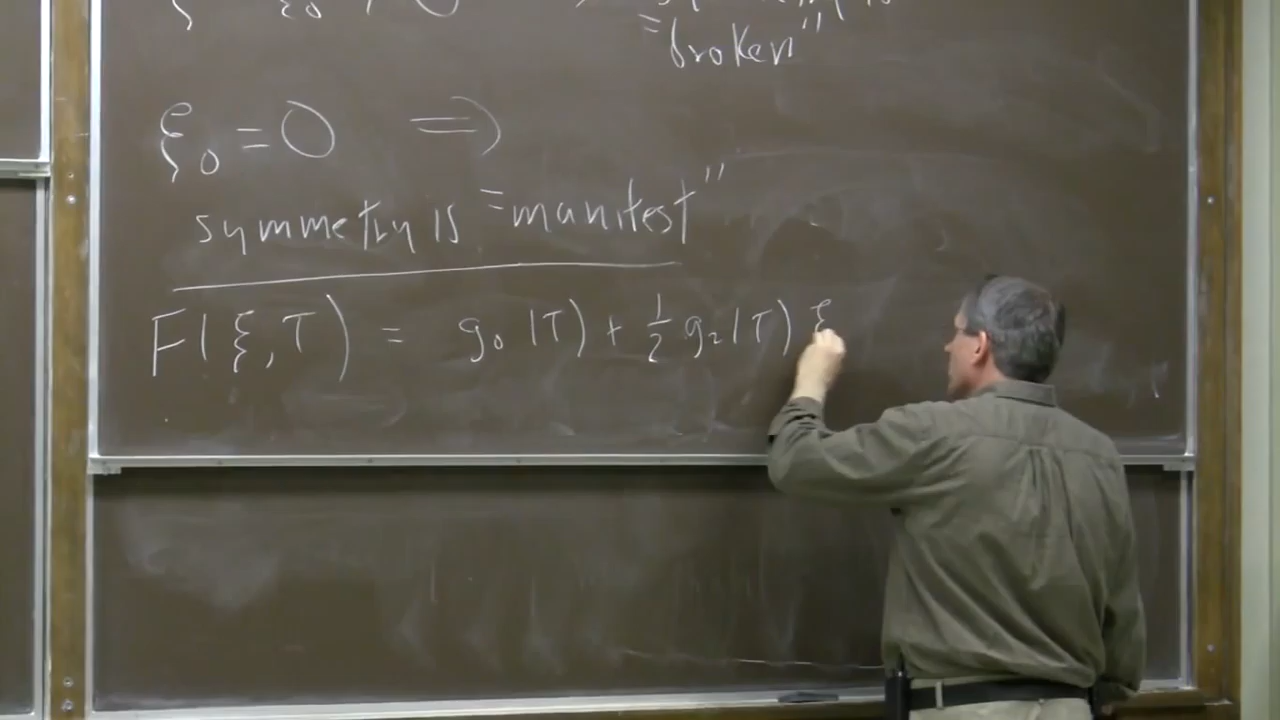 = broken"
ξ₀ = 0 ⇒
symmetry is = manifest"
F(ξ, T) = g₀(T) + 1/2 g₂(T) ξ